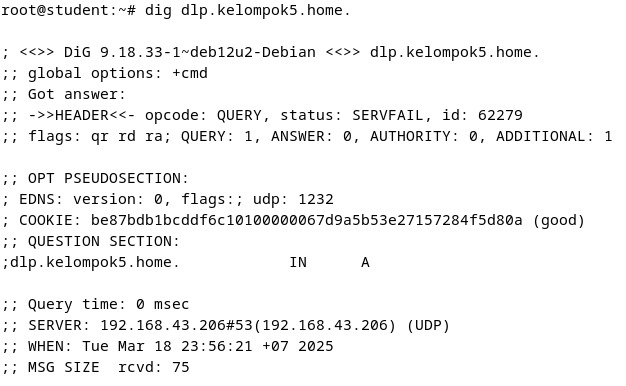 root@student:~# dig dlp.kelompok5.home.
; <<>> DiG 9.18.33-1~deb12u2-Debian <<>> dlp.kelompok5.home.
;; global options: +cmd
;; Got answer:
;; ->>HEADER<<- opcode: QUERY, status: SERVFAIL, id: 62279
;; flags: qr rd ra; QUERY: 1, ANSWER: 0, AUTHORITY: 0, ADDITIONAL: 1
;; OPT PSEUDOSECTION:
; EDNS: version: 0, flags:; udp: 1232
; COOKIE: be87bdb1bcddf6c10100000067d9a5b53e27157284f5d80a (good)
;; QUESTION SECTION:
;dlp.kelompok5.home. IN A
;; Query time: 0 msec
;; SERVER: 192.168.43.206#53(192.168.43.206) (UDP)
;; WHEN: Tue Mar 18 23:56:21 +07 2025
;; MSG SIZE rcvd: 75